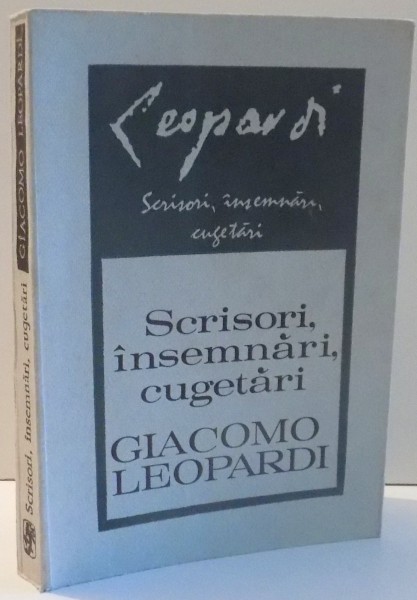 Leopardi
Scrisori, însemnări,
cugetări
Scrisori,
însemnări,
cugetări
GIACOMO
LEOPARDI
Scrisori, însemnări, cugetări GIACOMO LEOPARDI